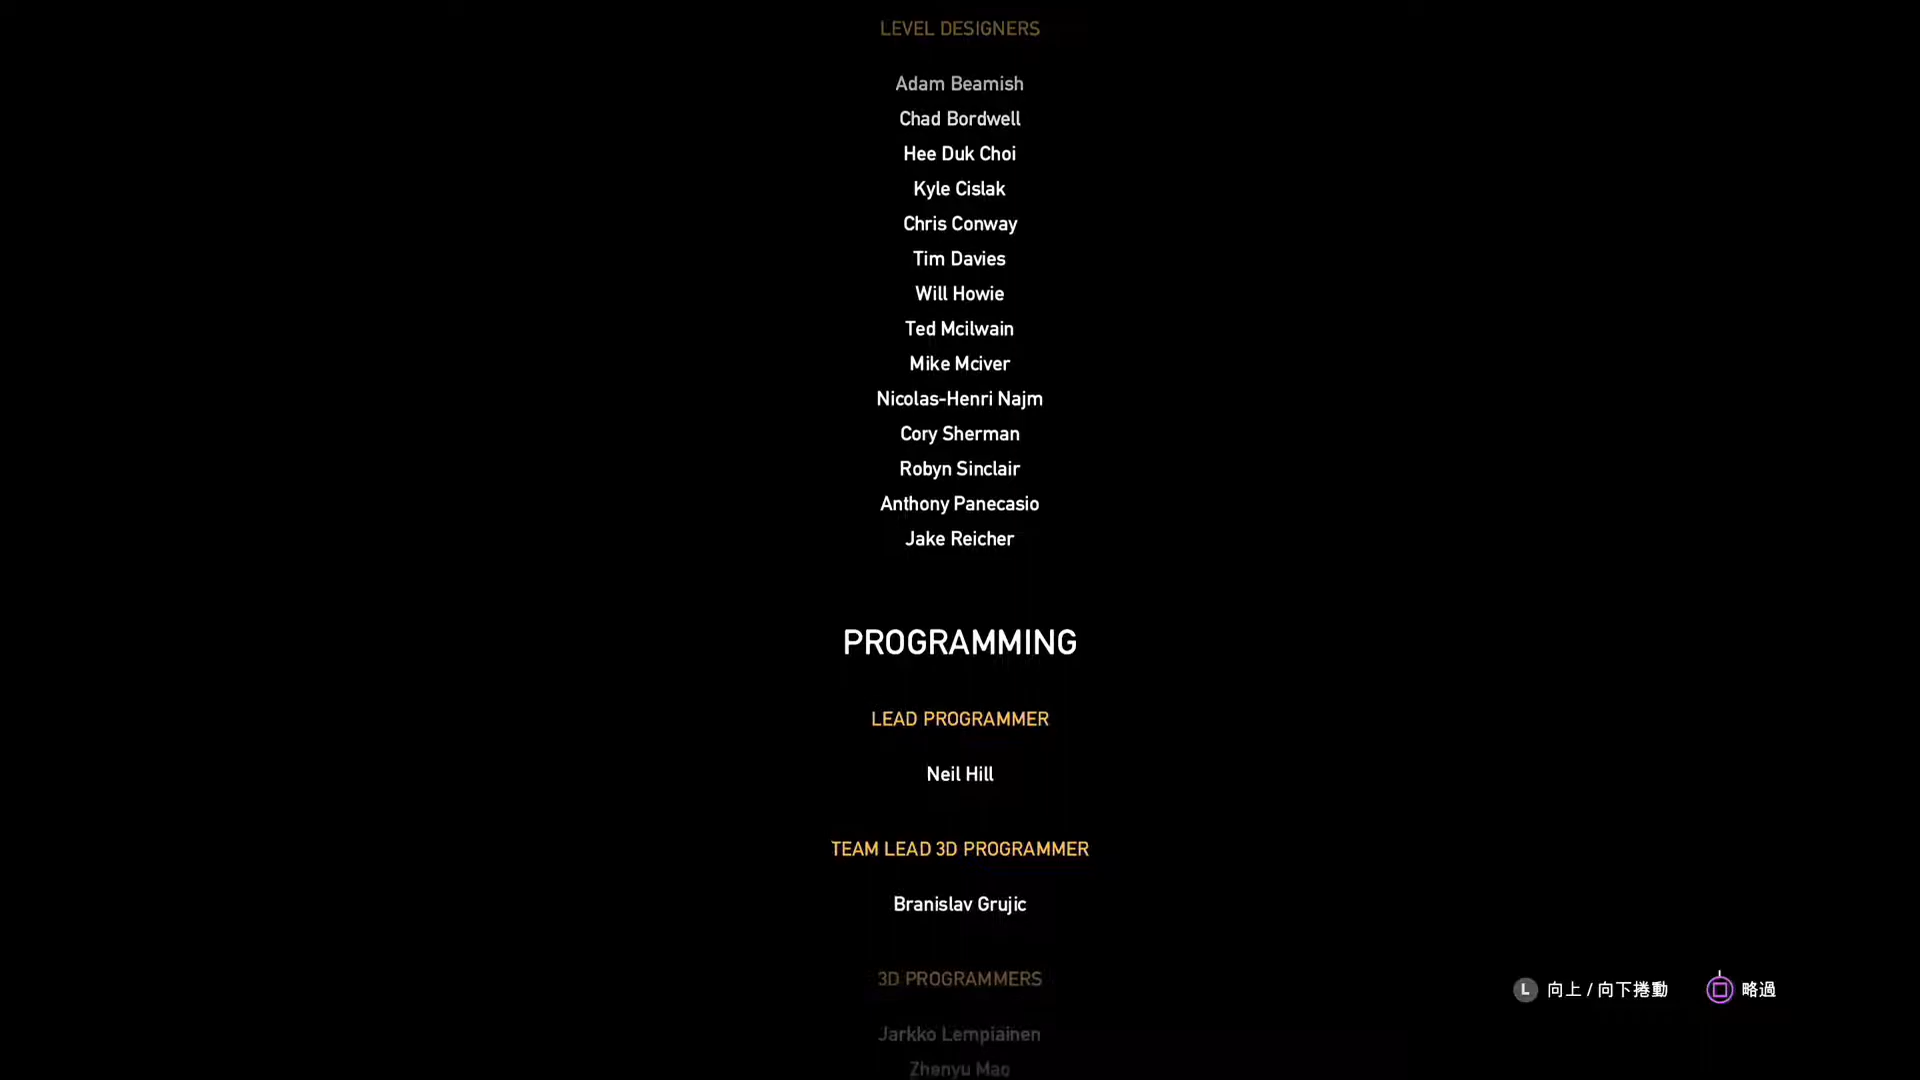 LEVEL DESIGNERS
Adam Beamish
Chad Bordwell
Hee Duk Choi
Kyle Cislak
Chris Conway
Tim Davies
Will Howie
Ted Mcilwain
Mike Mciver
Nicolas-Henri Najm
Cory Sherman
Robyn Sinclair
Anthony Panecasio
Jake Reicher
PROGRAMMING
LEAD PROGRAMMER
Neil Hill
TEAM LEAD 3D PROGRAMMER
Branislav Grujic
3D PROGRAMMERS
Jarkko Lempiainen
Zhenyu Mao
L 向上 / 向下捲動 略過